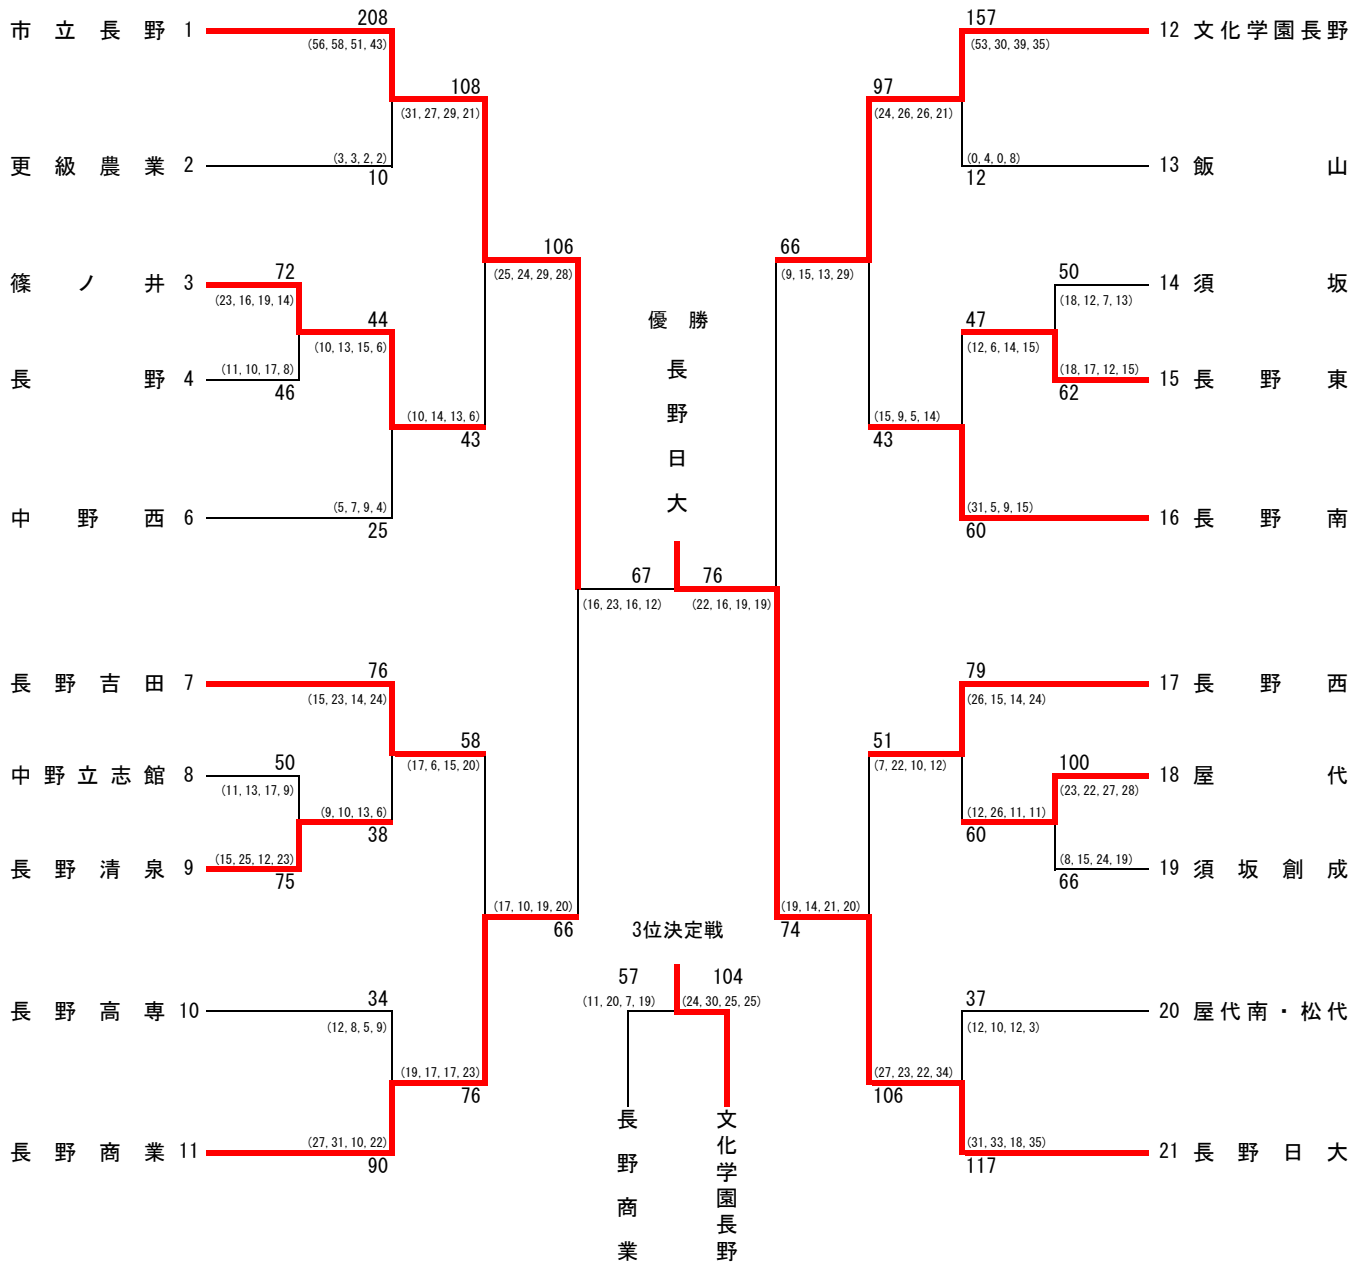 市立長野 1
208
(56, 58, 51, 43)
更級農業 2
(3, 3, 2, 2)
10
108
(31, 27, 29, 21)
篠ノ井 3
72
(23, 16, 19, 14)
長野 4
(11, 10, 17, 8)
46
44
(10, 13, 15, 6)
中野西 6
(5, 7, 9, 4)
25
(10, 14, 13, 6)
43
106
(25, 24, 29, 28)
長野吉田 7
76
(15, 23, 14, 24)
中野立志館 8
50
(11, 13, 17, 9)
長野清泉 9
(15, 25, 12, 23)
75
(9, 10, 13, 6)
38
58
(17, 6, 15, 20)
長野高専 10
34
(12, 8, 5, 9)
長野商業 11
(27, 31, 10, 22)
90
(19, 17, 17, 23)
76
(17, 10, 19, 20)
66
優勝
長野日大
67
(16, 23, 16, 12)
76
(22, 16, 19, 19)
3位決定戦
57
(11, 20, 7, 19)
104
(24, 30, 25, 25)
長野商業
文化学園長野
157
(53, 30, 39, 35)
12 文化学園長野
(0, 4, 0, 8)
12
13 飯山
97
(24, 26, 26, 21)
50
(18, 12, 7, 13)
14 須坂
(18, 17, 12, 15)
62
15 長野東
47
(12, 6, 14, 15)
(31, 5, 9, 15)
60
16 長野南
(15, 9, 5, 14)
43
66
(9, 15, 13, 29)
79
(26, 15, 14, 24)
17 長野西
100
(23, 22, 27, 28)
18 屋代
(8, 15, 24, 19)
66
19 須坂創成
(12, 26, 11, 11)
60
51
(7, 22, 10, 12)
37
(12, 10, 12, 3)
20 屋代南・松代
(31, 33, 18, 35)
117
21 長野日大
(27, 23, 22, 34)
106
(19, 14, 21, 20)
74